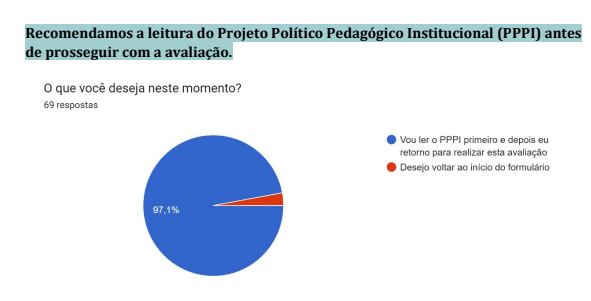 Recomendamos a leitura do Projeto Político Pedagógico Institucional (PPPI) antes
de prosseguir com a avaliação.
O que você deseja neste momento?
69 respostas
97,1%
Vou ler o PPPI primeiro e depois eu
retorno para realizar esta avaliação
Desejo voltar ao início do formulário